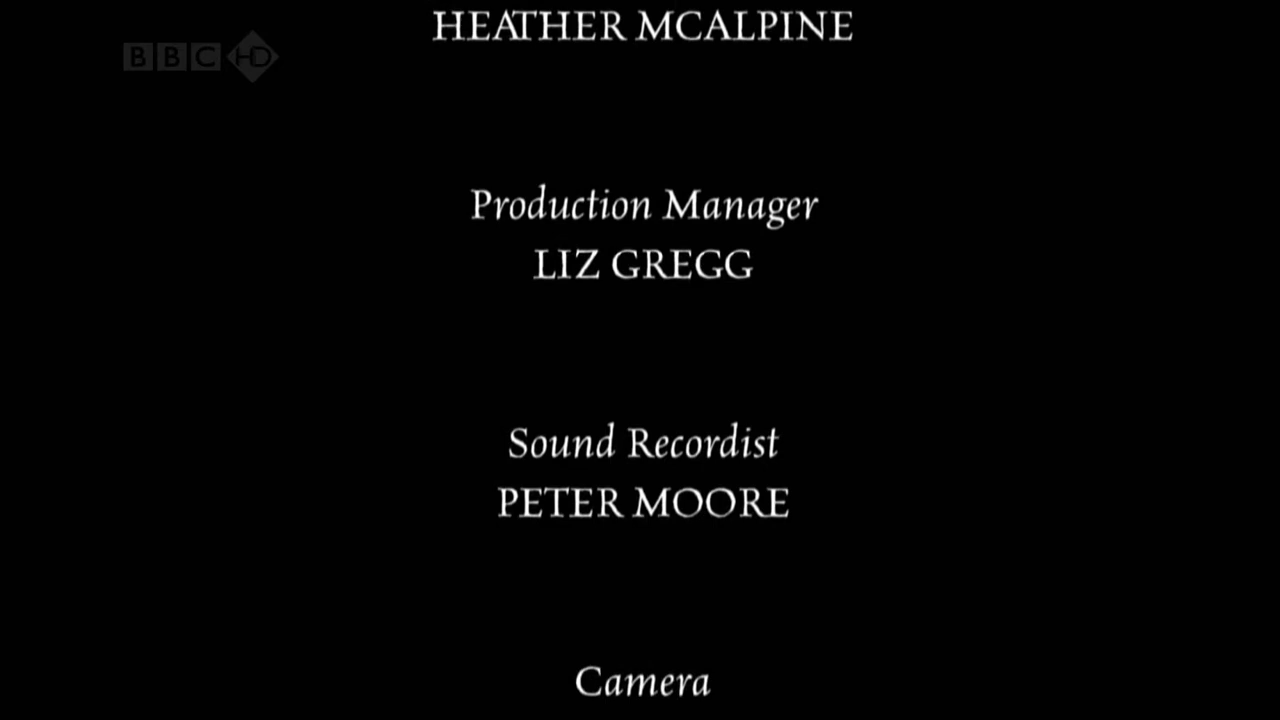 HEATHER MCALPINE
BBC HD
Production Manager
LIZ GREGG
Sound Recordist
PETER MOORE
Camera